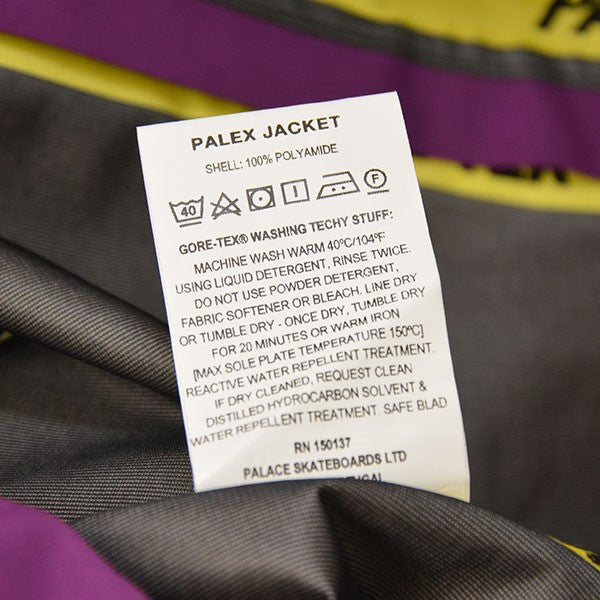 PALEX JACKET
SHELL: 100% POLYAMIDE
40 F
GORE-TEX® WASHING TECHY STUFF:
MACHINE WASH WARM 40ºC/104ºF
USING LIQUID DETERGENT, RINSE TWICE.
DO NOT USE POWDER DETERGENT,
FABRIC SOFTENER OR BLEACH. LINE DRY
OR TUMBLE DRY - ONCE DRY, TUMBLE DRY
FOR 20 MINUTES OR WARM IRON
[MAX SOLE PLATE TEMPERATURE 150ºC]
REACTIVE WATER REPELLENT TREATMENT.
IF DRY CLEANED, REQUEST CLEAN
DISTILLED HYDROCARBON SOLVENT &
WATER REPELLENT TREATMENT. SAFE BLAD
RN 150137
PALACE SKATEBOARDS LTD